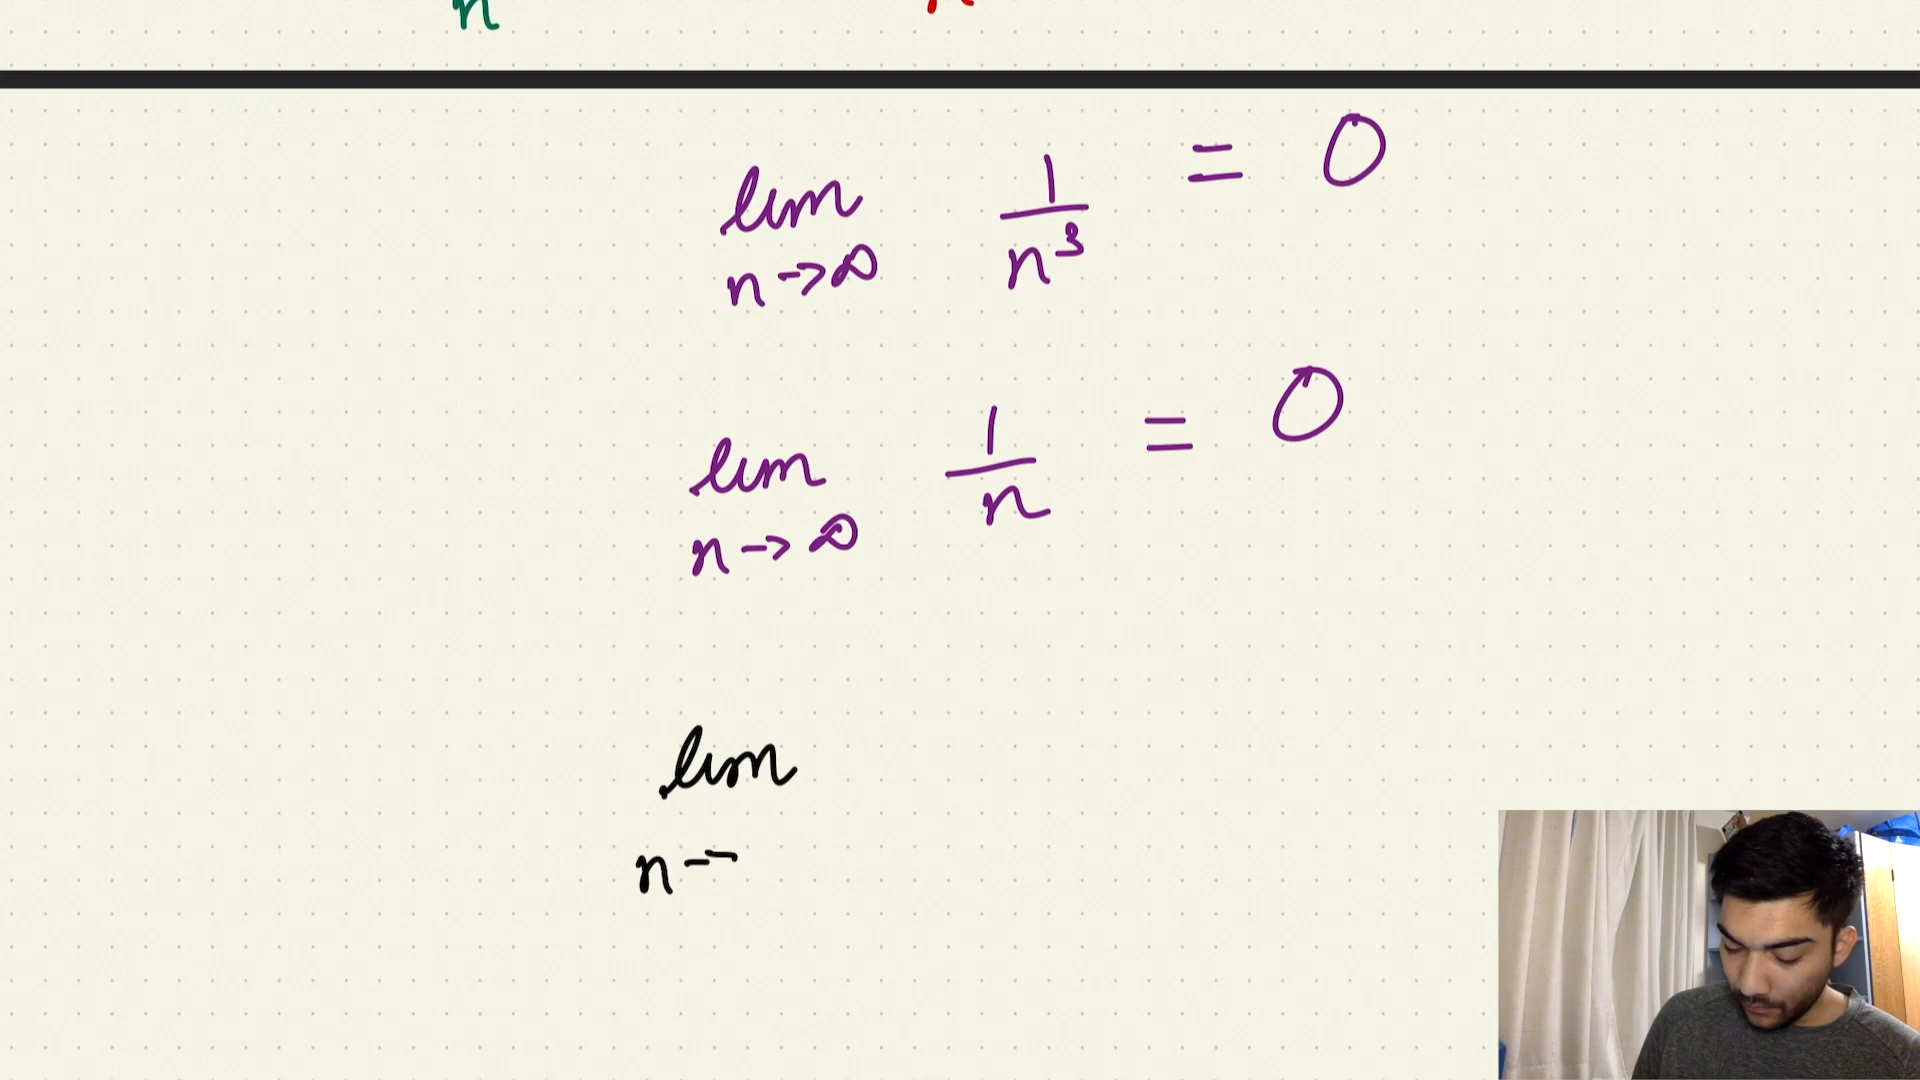 n
lim n→∞ 1/n³ = 0
lim n→∞ 1/n = 0
lim
n→